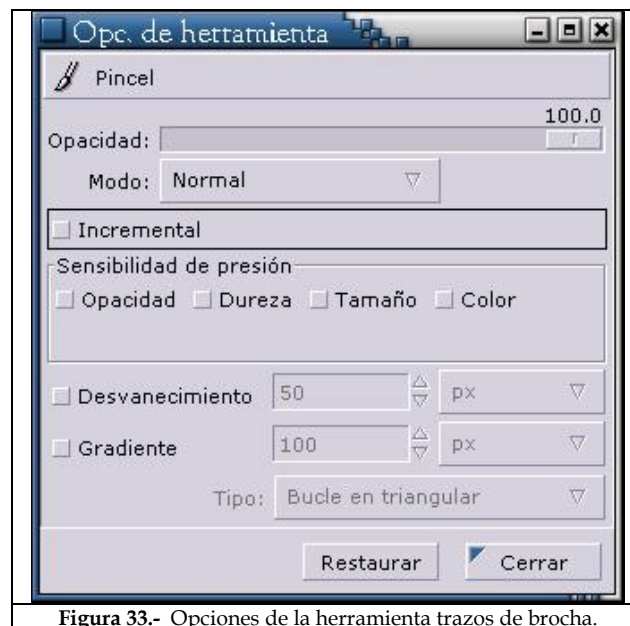 Opc. de herramienta
Pincel
100.0
Opacidad:
Modo: Normal
Incremental
Sensibilidad de presión
Opacidad Dureza Tamaño Color
Desvanecimiento 50 px
Gradiente 100 px
Tipo: Bucle en triangular
Restaurar Cerrar
Figura 33.- Opciones de la herramienta trazos de brocha.